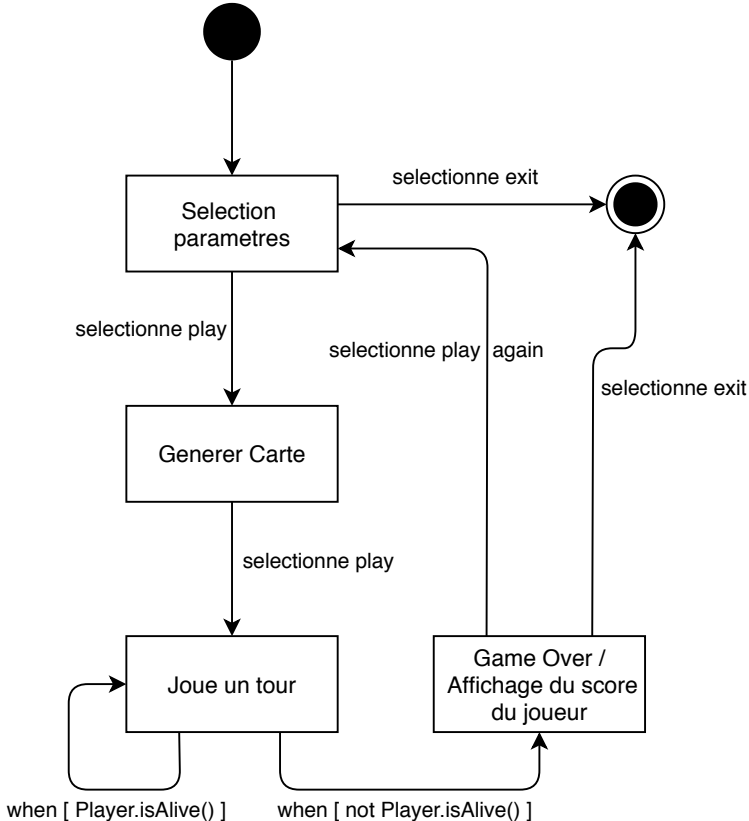 selectionne exit
Selection
parametres
selectionne play
selectionne play again
selectionne exit
Generer Carte
selectionne play
Joue un tour
Game Over /
Affichage du score
du joueur
when [ Player.isAlive() ]
when [ not Player.isAlive() ]